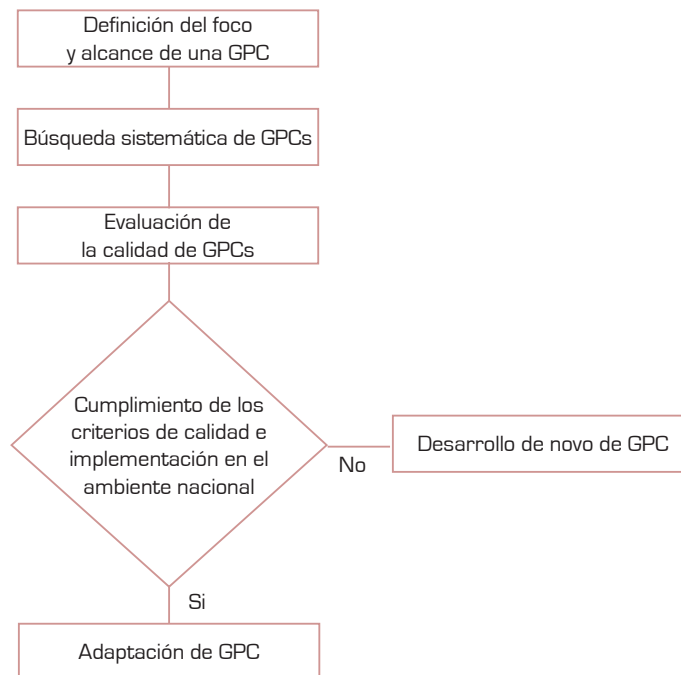 Definición del foco
y alcance de una GPC
Búsqueda sistemática de GPCs
Evaluación de
la calidad de GPCs
Cumplimiento de los
criterios de calidad e
implementación en el
ambiente nacional
No
Desarrollo de novo de GPC
Si
Adaptación de GPC